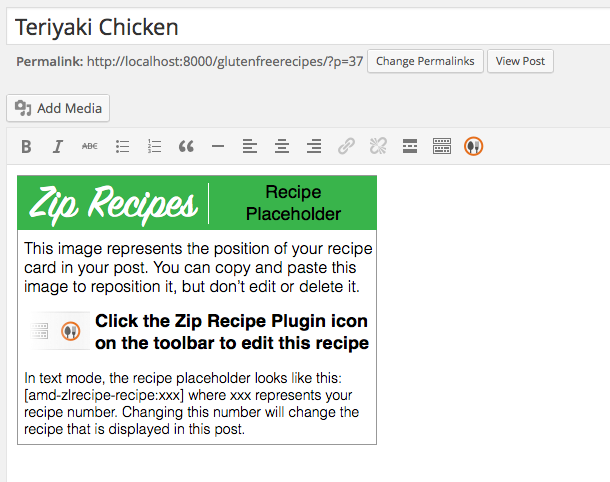 Teriyaki Chicken
Permalink: http://localhost:8000/glutenfreerecipes/?p=37 Change Permalinks View Post
Add Media
B I ABC
Zip Recipes
Recipe
Placeholder
This image represents the position of your recipe
card in your post. You can copy and paste this
image to reposition it, but don't edit or delete it.
Click the Zip Recipe Plugin icon
on the toolbar to edit this recipe
In text mode, the recipe placeholder looks like this:
[amd-zlrecipe-recipe:xxx] where xxx represents your
recipe number. Changing this number will change the
recipe that is displayed in this post.